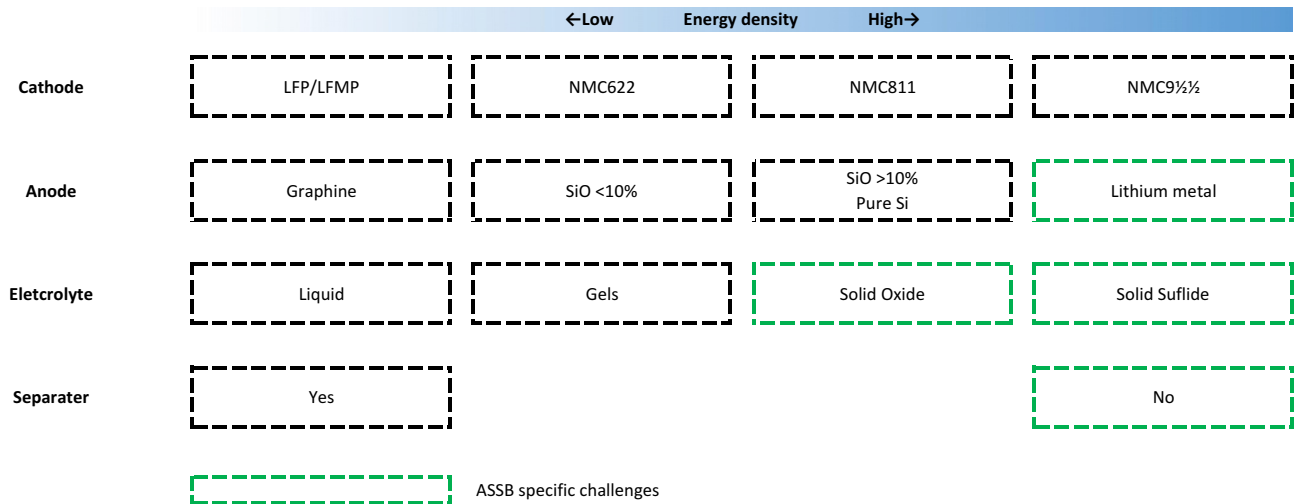 ←Low Energy density High→
Cathode LFP/LFMP NMC622 NMC811 NMC9½½
Anode Graphine SiO <10% SiO >10%
Pure Si Lithium metal
Eletcrolyte Liquid Gels Solid Oxide Solid Suflide
Separater Yes No
ASSB specific challenges